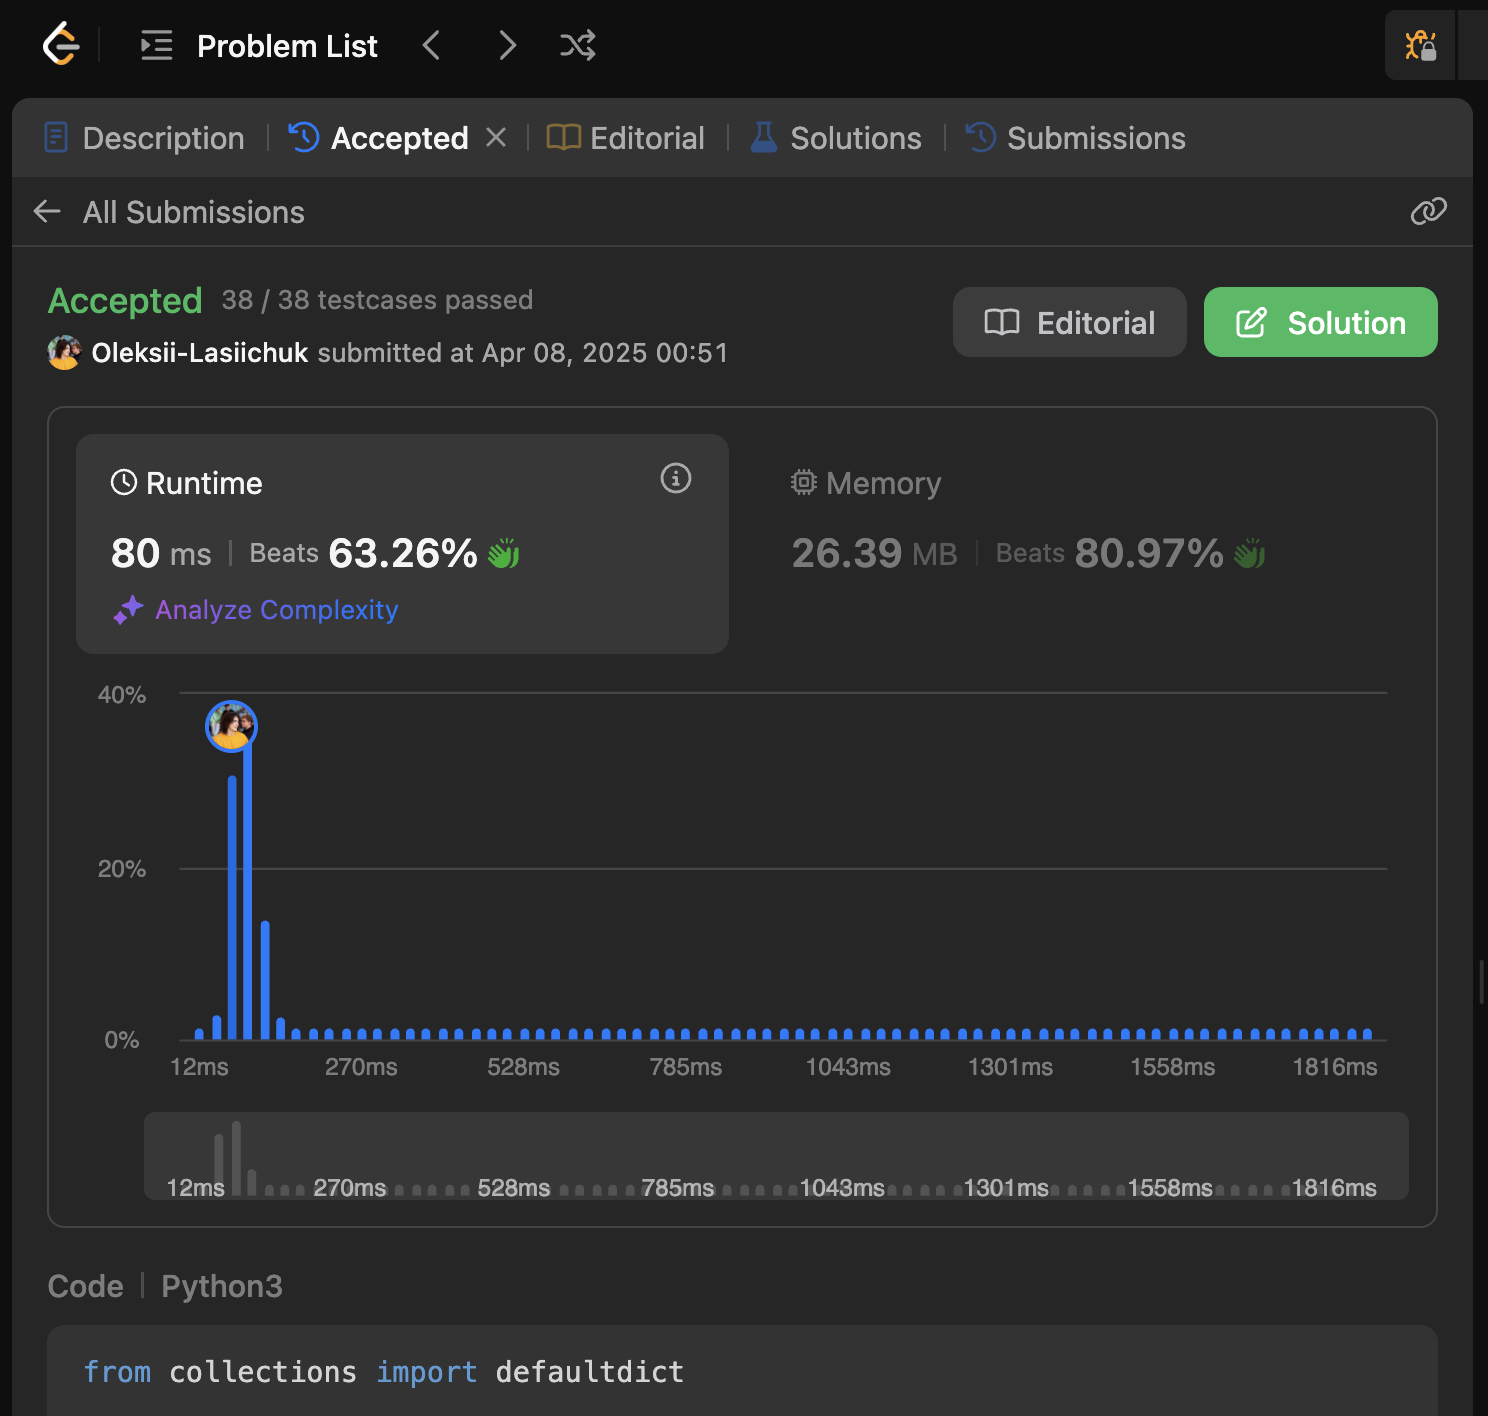 Problem List
Description | Accepted | Editorial | Solutions | Submissions
All Submissions
Accepted 38 / 38 testcases passed
Oleksii-Lasiichuk submitted at Apr 08, 2025 00:51
Editorial
Solution
Runtime
80 ms | Beats 63.26%
Analyze Complexity
Memory
26.39 MB | Beats 80.97%
40%
20%
0%
12ms 270ms 528ms 785ms 1043ms 1301ms 1558ms 1816ms
12ms 270ms 528ms 785ms 1043ms 1301ms 1558ms 1816ms
Code | Python3
from collections import defaultdict